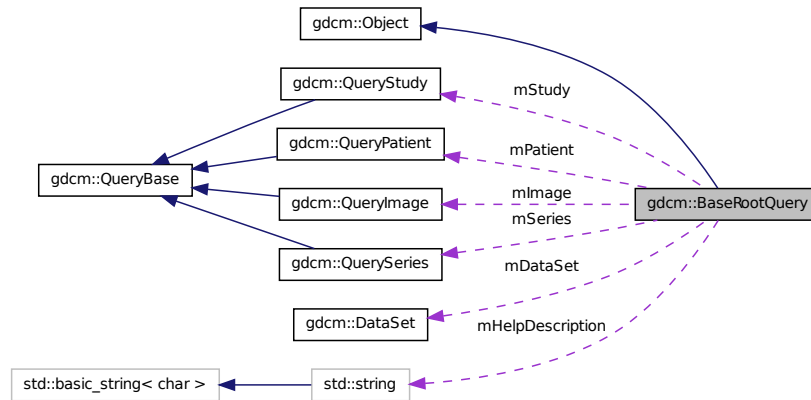 gdcm::Object
gdcm::QueryStudy
mStudy
gdcm::QueryPatient
mPatient
gdcm::QueryBase
mImage
gdcm::QueryImage
gdcm::BaseRootQuery
mSeries
gdcm::QuerySeries
mDataSet
gdcm::DataSet
mHelpDescription
std::basic_string< char >
std::string